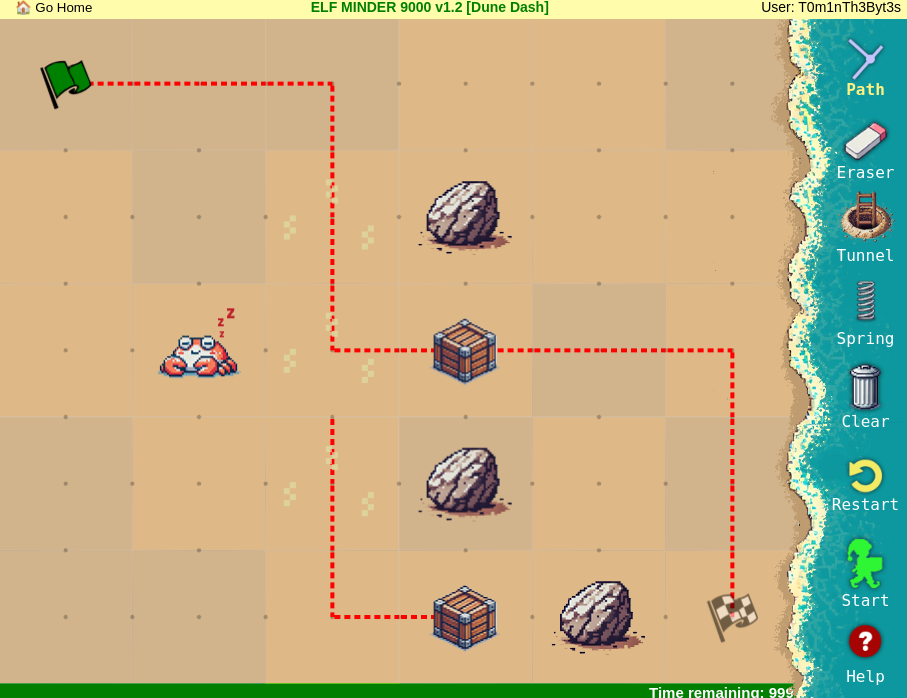 🏠 Go Home
ELF MINDER 9000 v1.2 [Dune Dash]
User: T0m1nTh3Byt3s
Path
Eraser
Tunnel
z
z
z
Spring
Clear
Restart
Start
?
Help
Time remaining: 999